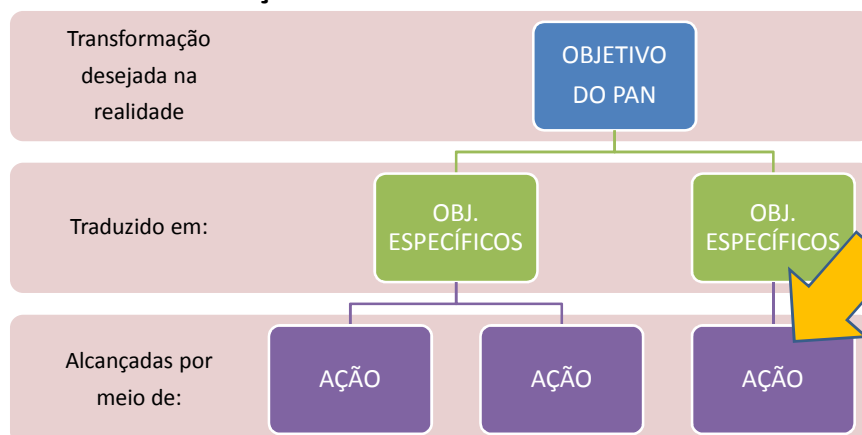 Transformação
desejada na
realidade
OBJETIVO
DO PAN
Traduzido em:
OBJ.
ESPECÍFICOS
OBJ.
ESPECÍFICOS
Alcançadas por
meio de:
AÇÃO
AÇÃO
AÇÃO